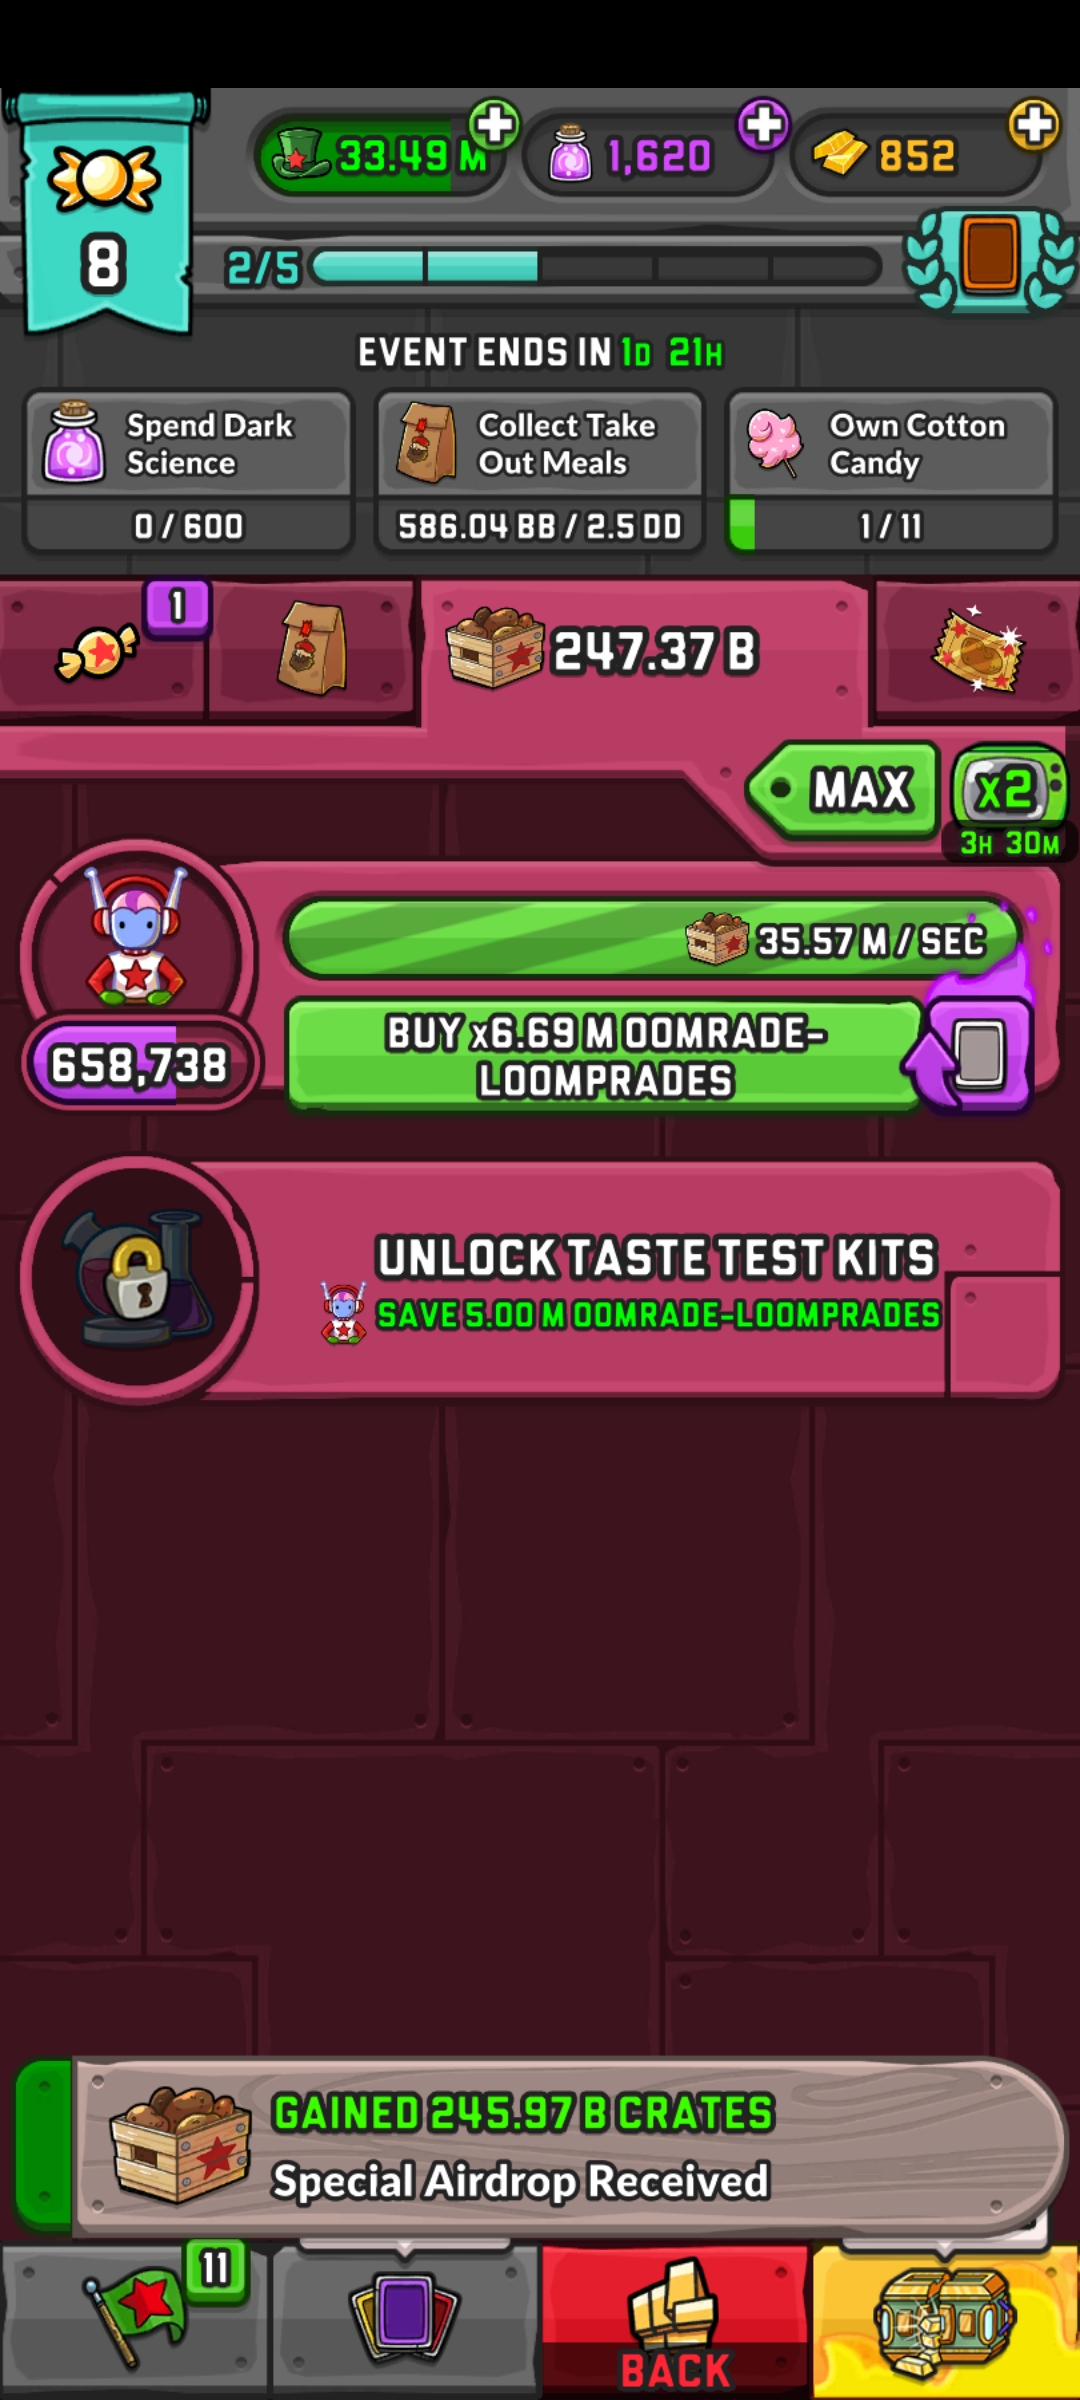 33.49 M
1,620
852
8
2/5
EVENT ENDS IN 1D 21H
Spend Dark
Science
0 / 600
Collect Take
Out Meals
586.04 BB / 2.5 DD
Own Cotton
Candy
1 / 11
1
247.37 B
MAX
x2
3H 30M
35.57 M / SEC
658,738
BUY x6.69 M OOMRADE-
LOOMPRADES
UNLOCK TASTE TEST KITS
SAVE 5.00 M OOMRADE-LOOMPRADES
GAINED 245.97 B CRATES
Special Airdrop Received
11
BACK